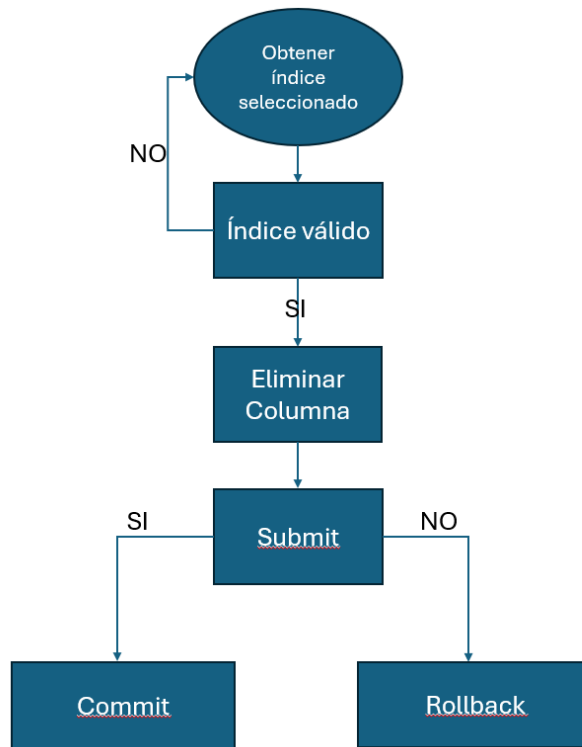 Obtener
índice
seleccionado
NO
Índice válido
SI
Eliminar
Columna
SI
Submit
NO
Commit
Rollback